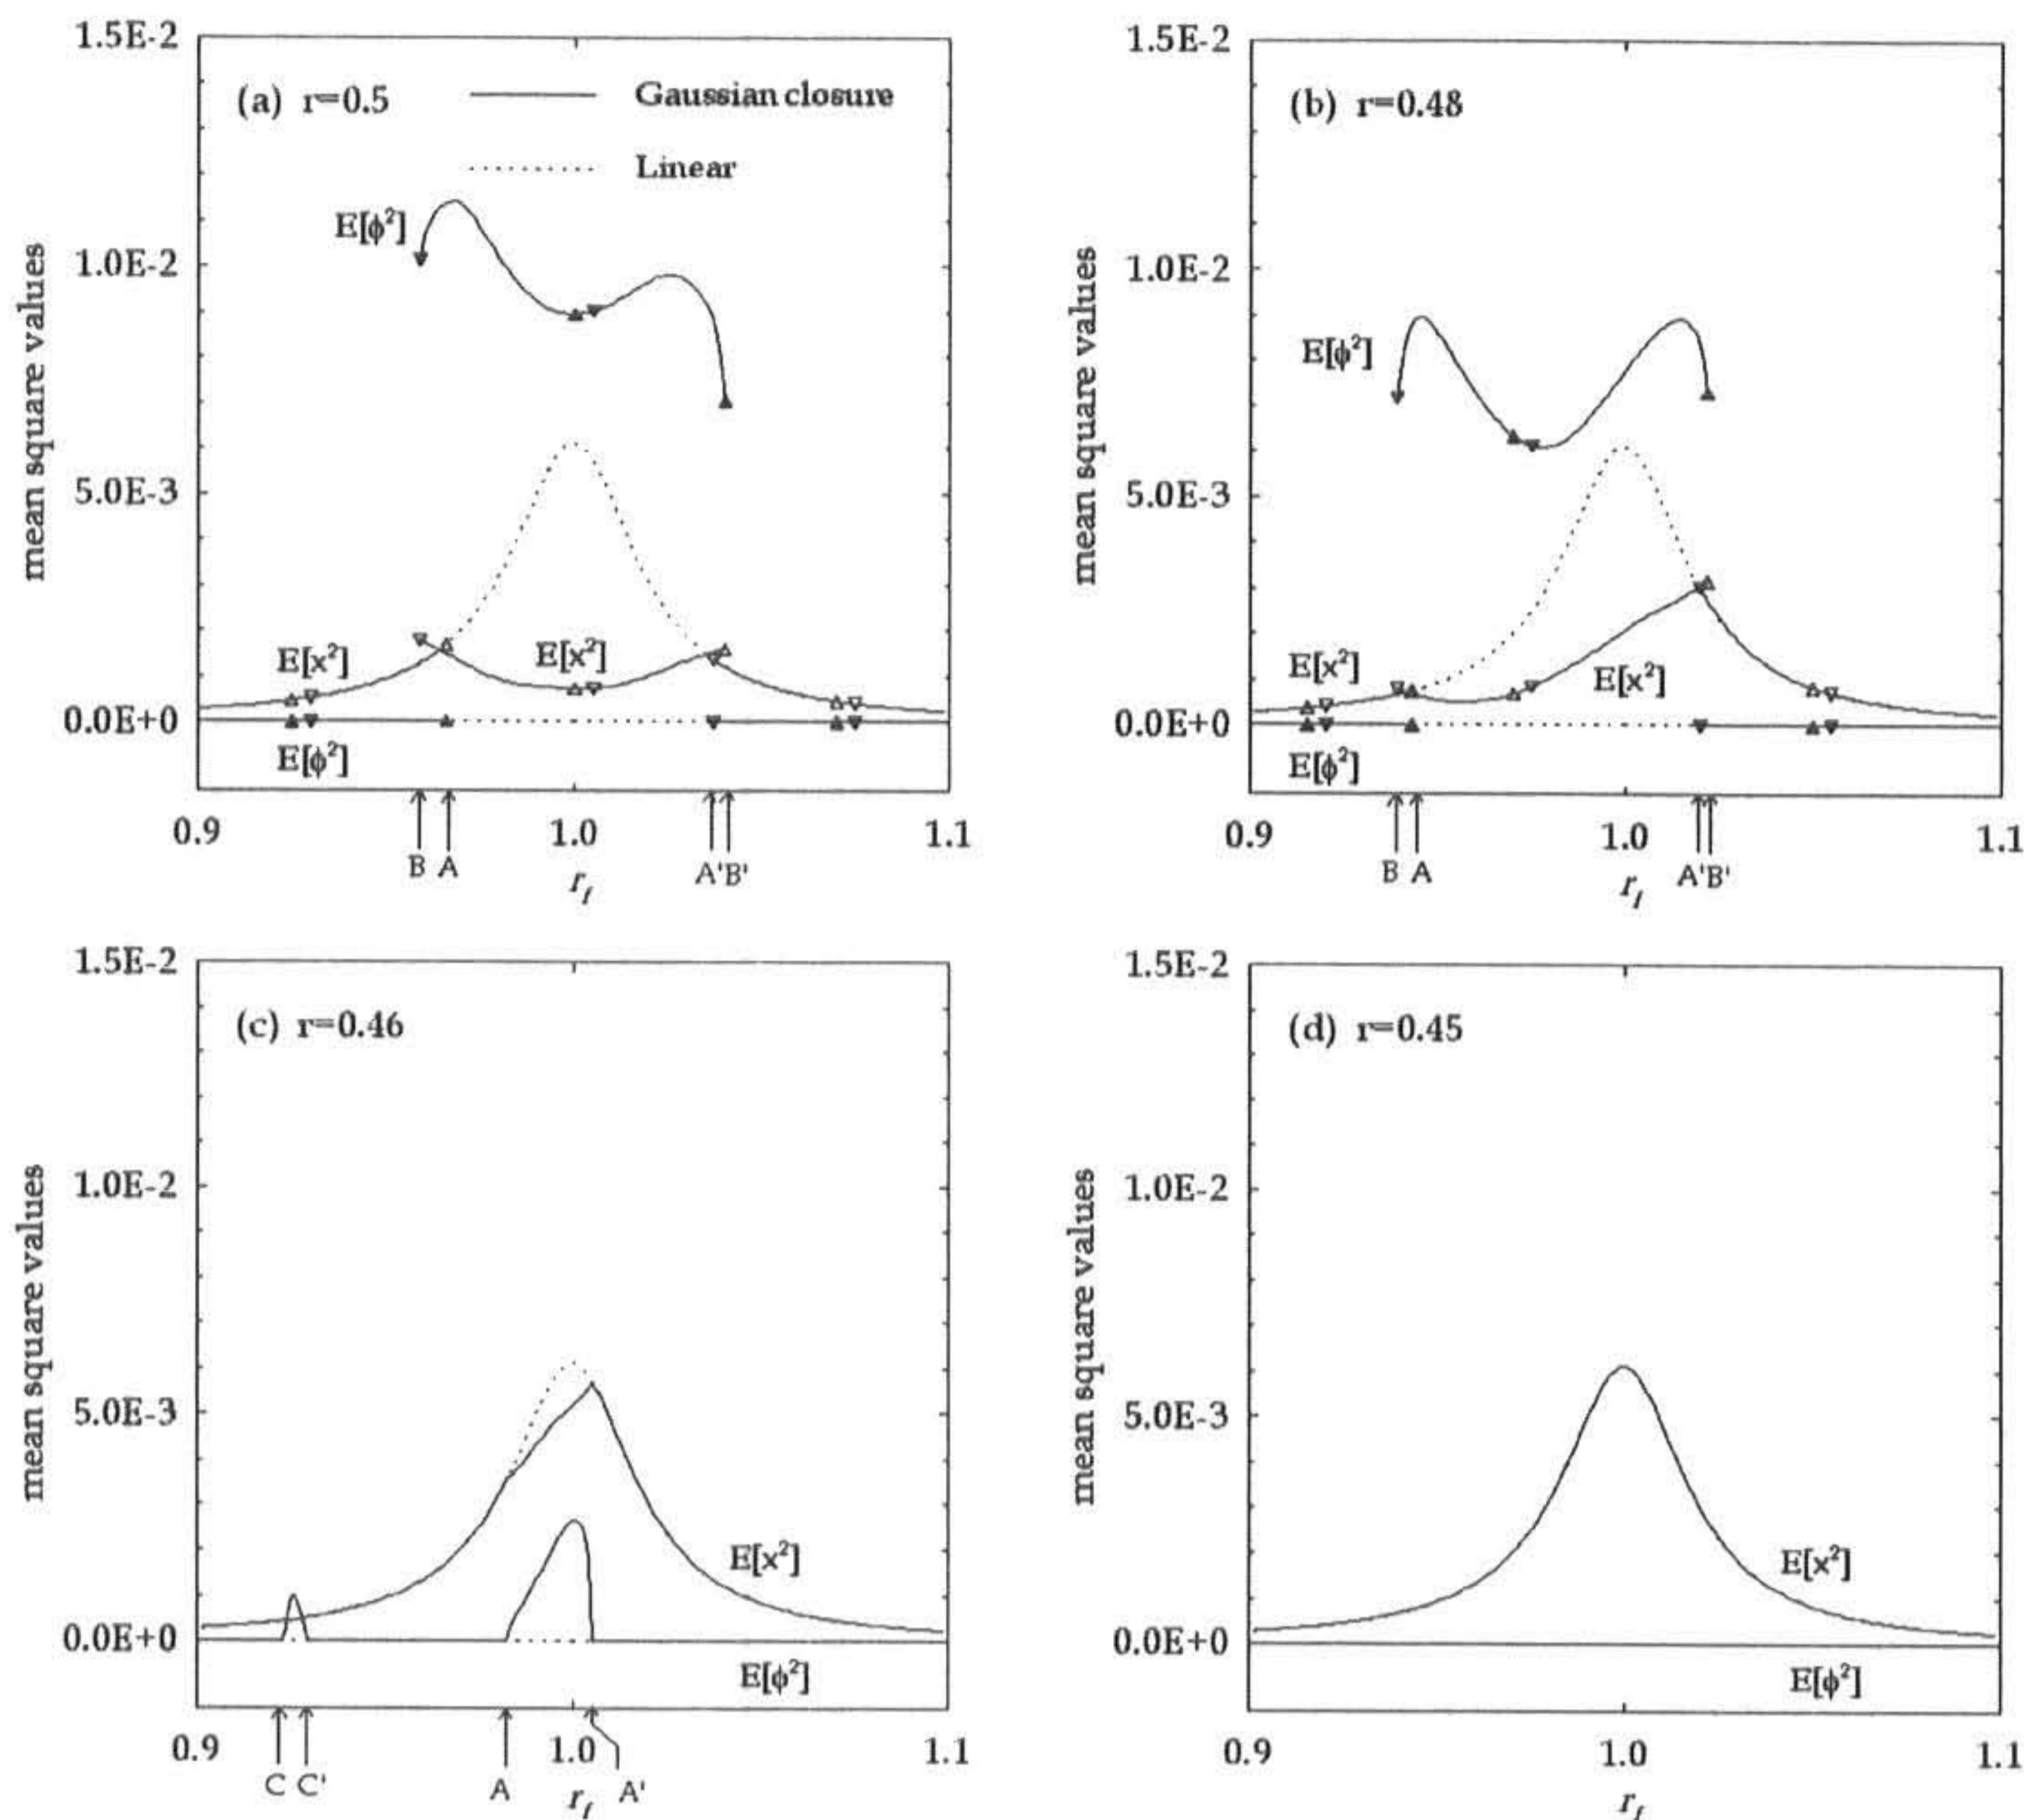 1.5E-2
(a) r=0.5
Gaussian closure
Linear
E[ϕ²]
1.0E-2
mean square values
5.0E-3
E[x²]
E[x²]
0.0E+0
E[ϕ²]
0.9
1.0
1.1
B A
A' B'
r_f
1.5E-2
(b) r=0.48
1.0E-2
E[ϕ²]
mean square values
5.0E-3
E[x²]
E[x²]
0.0E+0
E[ϕ²]
0.9
1.0
1.1
B A
A' B'
r_f
1.5E-2
(c) r=0.46
1.0E-2
mean square values
5.0E-3
E[x²]
0.0E+0
E[ϕ²]
0.9
1.0
1.1
C C'
A
A'
r_f
1.5E-2
(d) r=0.45
1.0E-2
mean square values
5.0E-3
E[x²]
0.0E+0
E[ϕ²]
0.9
1.0
1.1
r_f